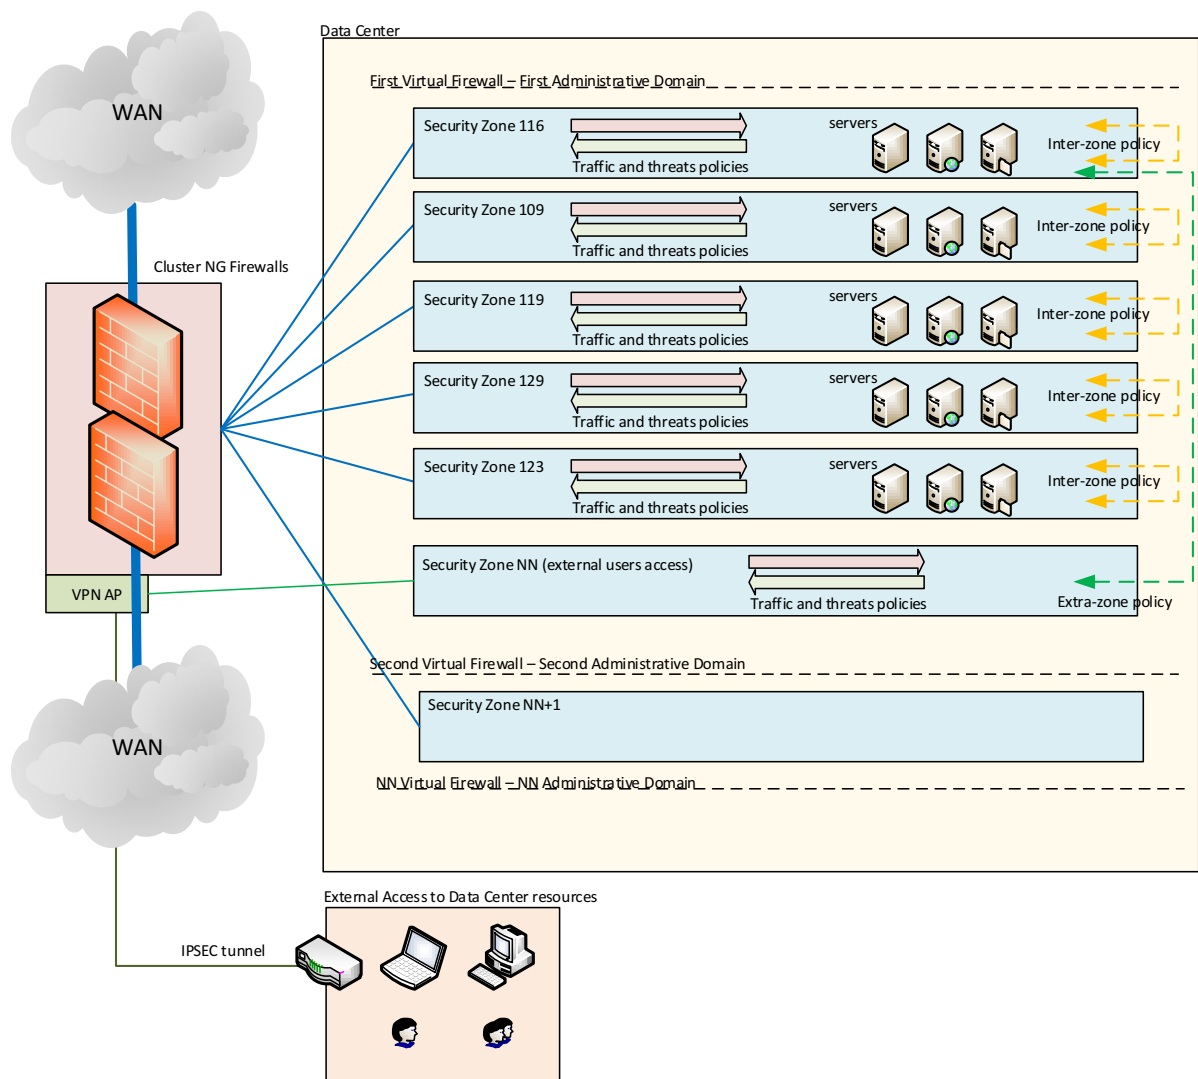 Data Center
WAN
First Virtual Firewall – First Administrative Domain
Security Zone 116
servers
Inter-zone policy
Traffic and threats policies
Security Zone 109
servers
Inter-zone policy
Traffic and threats policies
Cluster NG Firewalls
Security Zone 119
servers
Inter-zone policy
Traffic and threats policies
Security Zone 129
servers
Inter-zone policy
Traffic and threats policies
Security Zone 123
servers
Inter-zone policy
Traffic and threats policies
Security Zone NN (external users access)
VPN AP
Traffic and threats policies
Extra-zone policy
Second Virtual Firewall – Second Administrative Domain
Security Zone NN+1
WAN
NN Virtual Firewall – NN Administrative Domain
External Access to Data Center resources
IPSEC tunnel